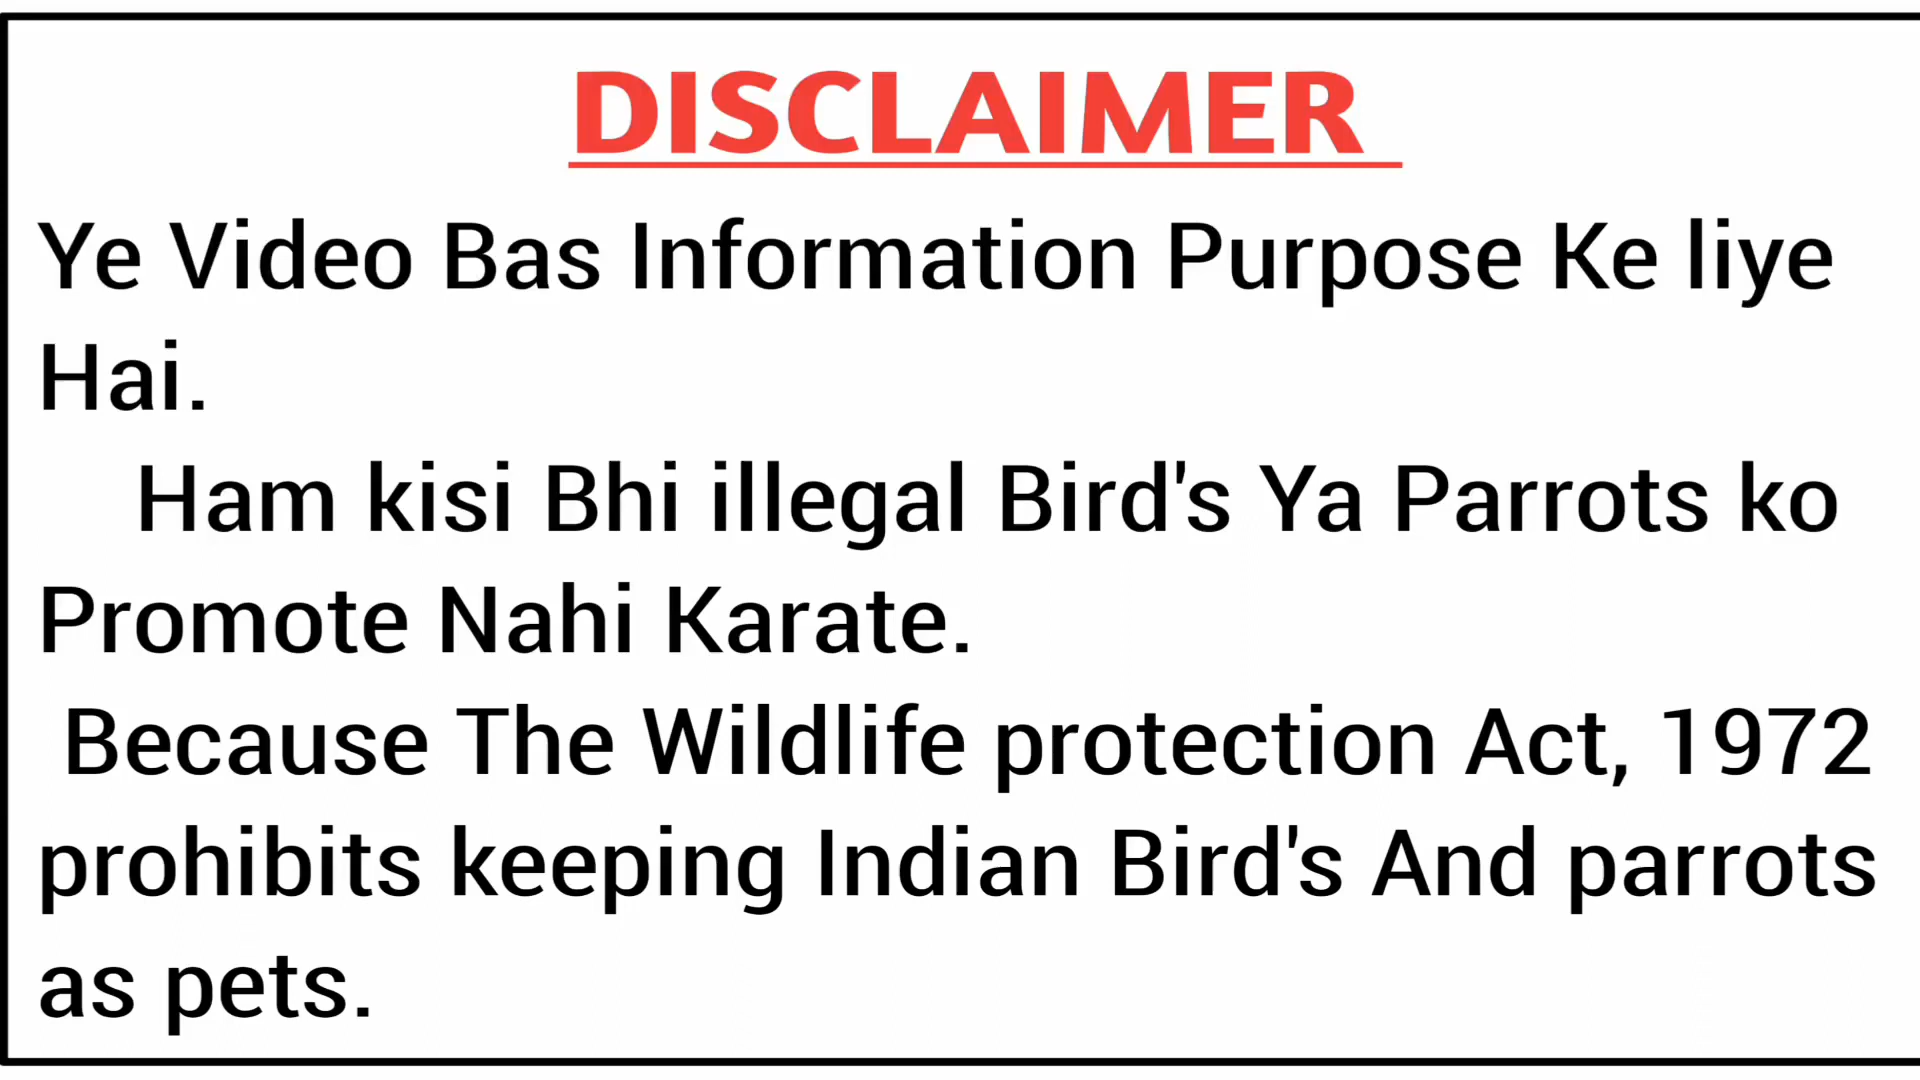 DISCLAIMER
Ye Video Bas Information Purpose Ke liye
Hai.
Ham kisi Bhi illegal Bird's Ya Parrots ko
Promote Nahi Karate.
Because The Wildlife protection Act, 1972
prohibits keeping Indian Bird's And parrots
as pets.